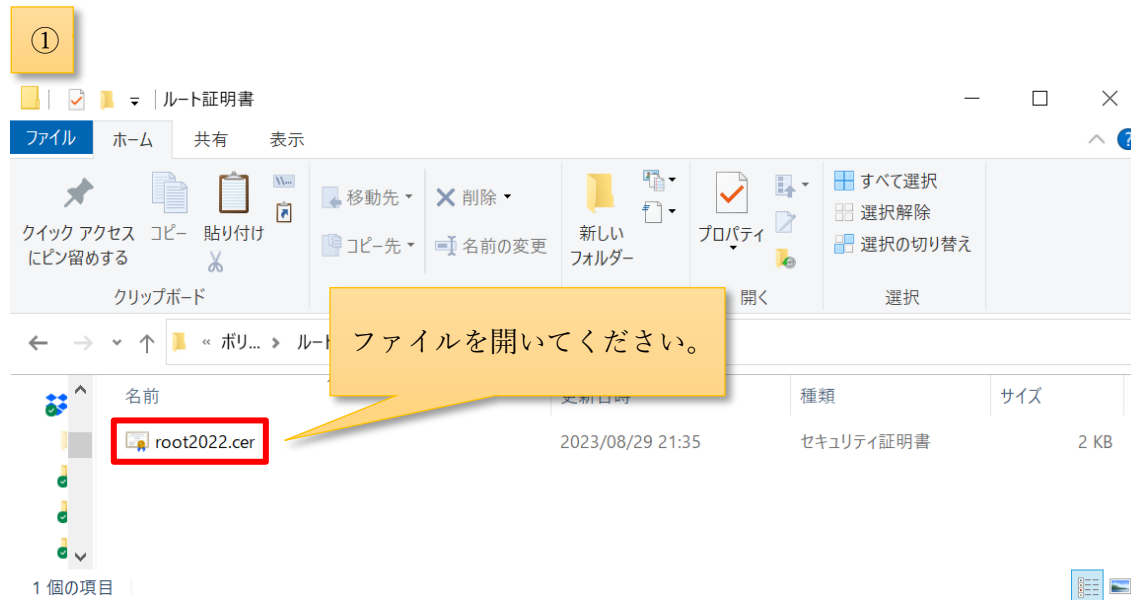 ①
ルート証明書
ファイル
ホーム
共有
表示
クイック アクセス
にピン留めする
コピー
貼り付け
クリップボード
移動先
コピー先
削除
名前の変更
新しい
フォルダー
プロパティ
開く
すべて選択
選択解除
選択の切り替え
選択
« ボリ... › ルート
ファイルを開いてください。
名前
更新日時
種類
サイズ
root2022.cer
2023/08/29 21:35
セキュリティ証明書
2 KB
1 個の項目